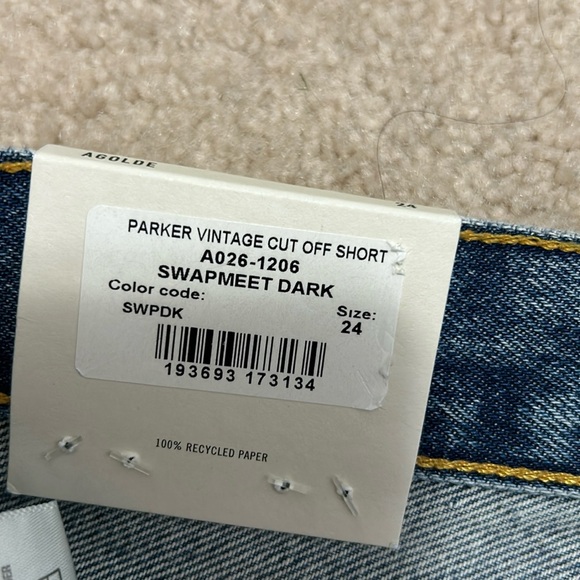 AGOLDE
PARKER VINTAGE CUT OFF SHORT
A026-1206
SWAPMEET DARK
Color code:
SWPDK
Size:
24
193693 173134
100% RECYCLED PAPER